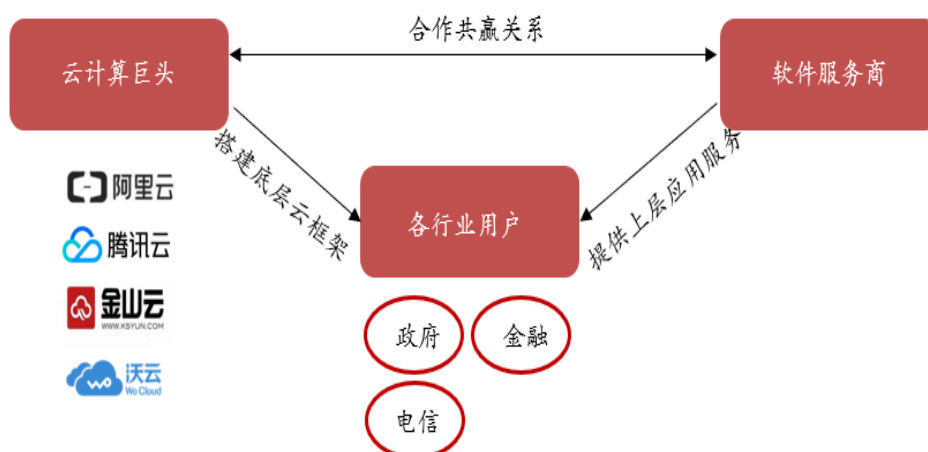 合作共赢关系
云计算巨头
软件服务商
搭建底层云框架
提供上层应用服务
各行业用户
阿里云
腾讯云
金山云
WWW.KSYUN.COM
wo
沃云
Wo Cloud
政府
金融
电信